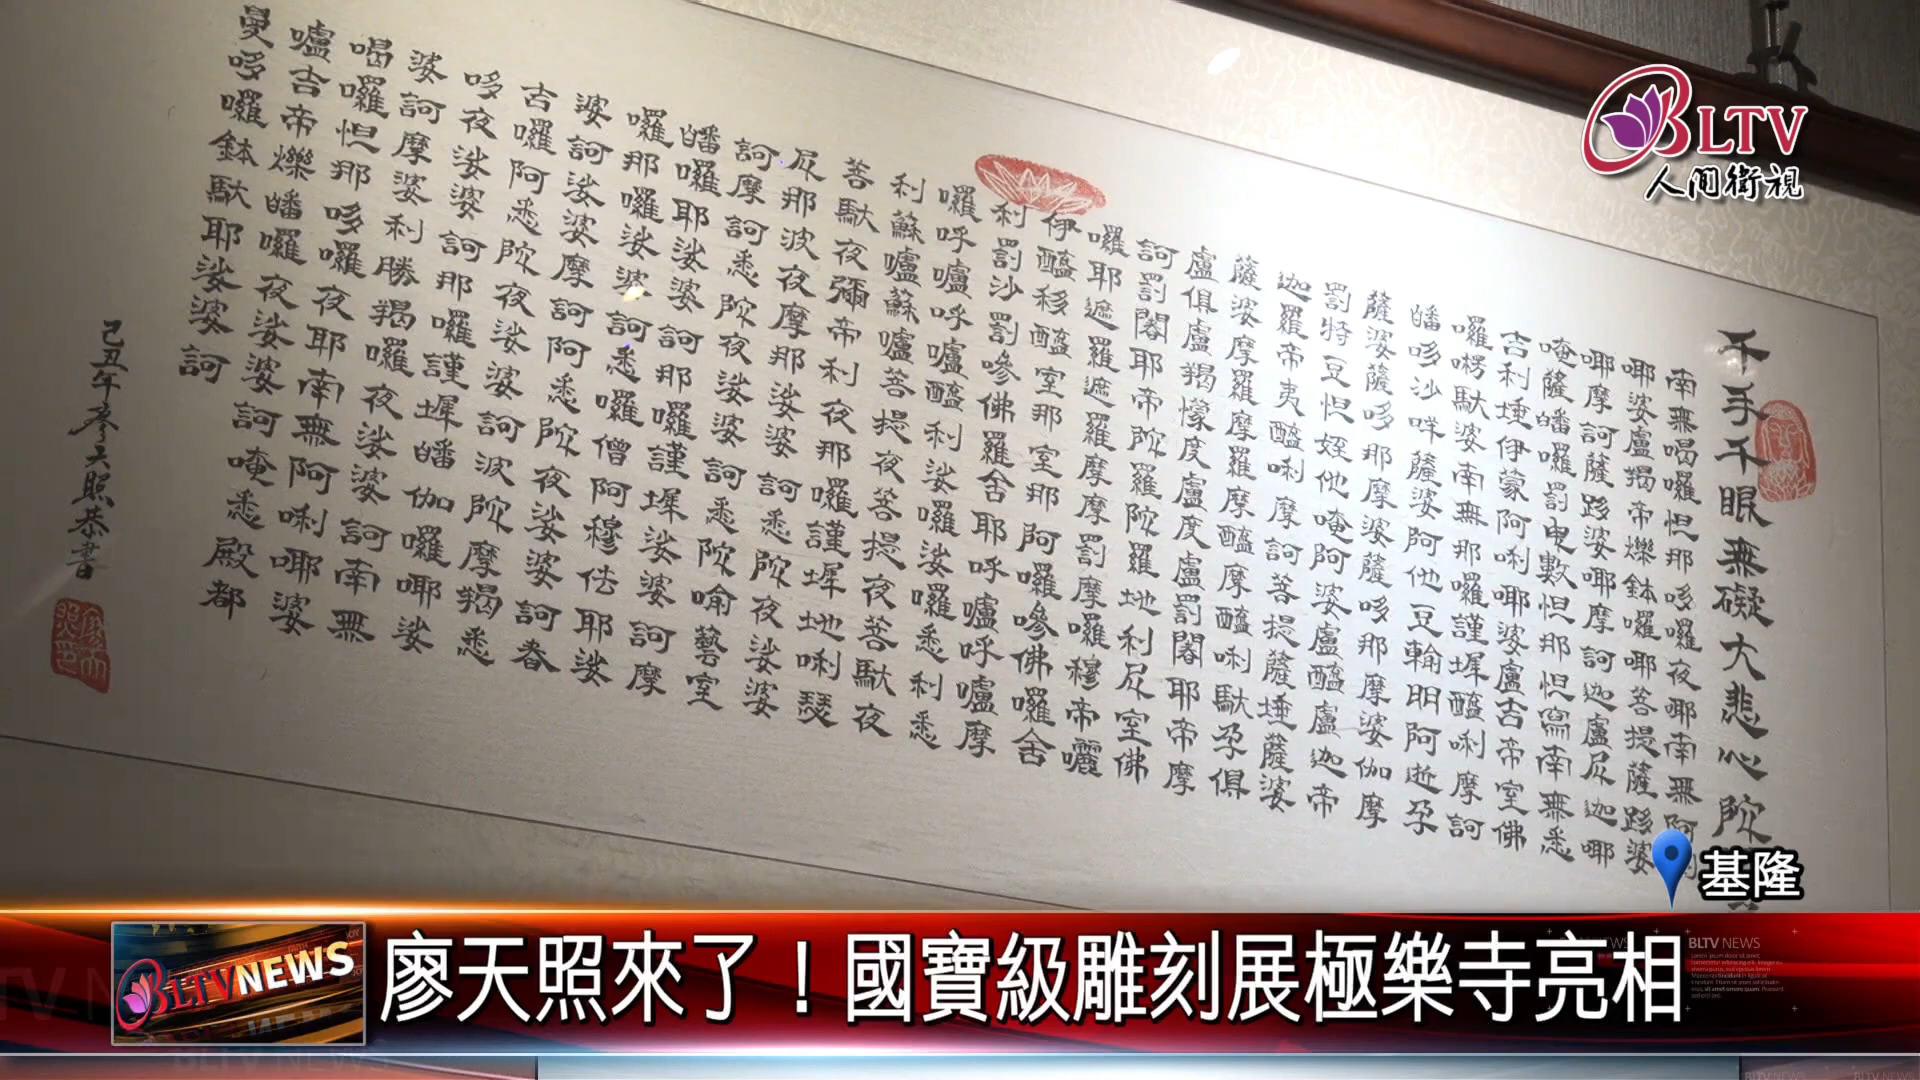 千手千眼無礙大悲心陀
南無喝囉怛那哆囉夜㖿南無阿
㖿婆盧羯帝爍鉢囉㖿菩提薩跢婆
㖿摩訶薩跢婆㖿摩訶迦盧尼迦㖿
唵薩皤囉罰曳數怛那怛寫南無悉
吉利埵伊蒙阿唎㖿婆盧吉帝室佛
囉楞馱婆南無那囉謹墀醯唎摩訶
皤哆沙咩薩婆阿他豆輸朋阿逝孕
薩婆薩哆那摩婆薩哆那摩婆伽摩
罰特豆怛姪他唵阿婆盧醯盧迦帝
迦羅帝夷醯唎摩訶菩提薩埵薩婆
薩婆摩羅摩羅摩醯摩醯唎馱孕俱
盧俱盧羯懞度盧度盧罰闍耶帝摩
訶罰闍耶帝陀羅陀羅地利尼室佛
囉耶遮羅遮羅摩摩罰摩囉穆帝囇
伊醯移醯室那室那阿囉嘇佛囉舍
利罰沙罰嘇佛羅舍耶呼嚧呼嚧摩
囉呼嚧呼嚧醯利娑囉娑囉悉利悉
利蘇嚧蘇嚧菩提夜菩提夜菩馱夜
菩馱夜彌帝利夜那囉謹墀地唎瑟
尼那波夜摩那娑婆訶悉陀夜娑婆
訶摩訶悉陀夜娑婆訶悉陀喻藝室
皤囉耶娑婆訶那囉謹墀娑婆訶摩
囉那囉娑婆訶悉囉僧阿穆佉耶娑
婆訶娑婆摩訶阿悉陀夜娑婆訶者
古囉阿悉陀夜娑婆訶波陀摩羯悉
哆夜娑婆訶那囉謹墀皤伽囉㖿娑
婆訶摩婆利勝羯囉夜娑婆訶南無
喝囉怛那哆囉夜耶南無阿唎㖿婆
嚧吉帝爍皤囉夜娑婆訶唵悉殿都
曼哆囉鉢馱耶娑婆訶
己丑年廖天照恭書
BLTV
人間衛視
基隆
BLTV NEWS
廖天照來了！國寶級雕刻展極樂寺亮相
BLTV NEWS